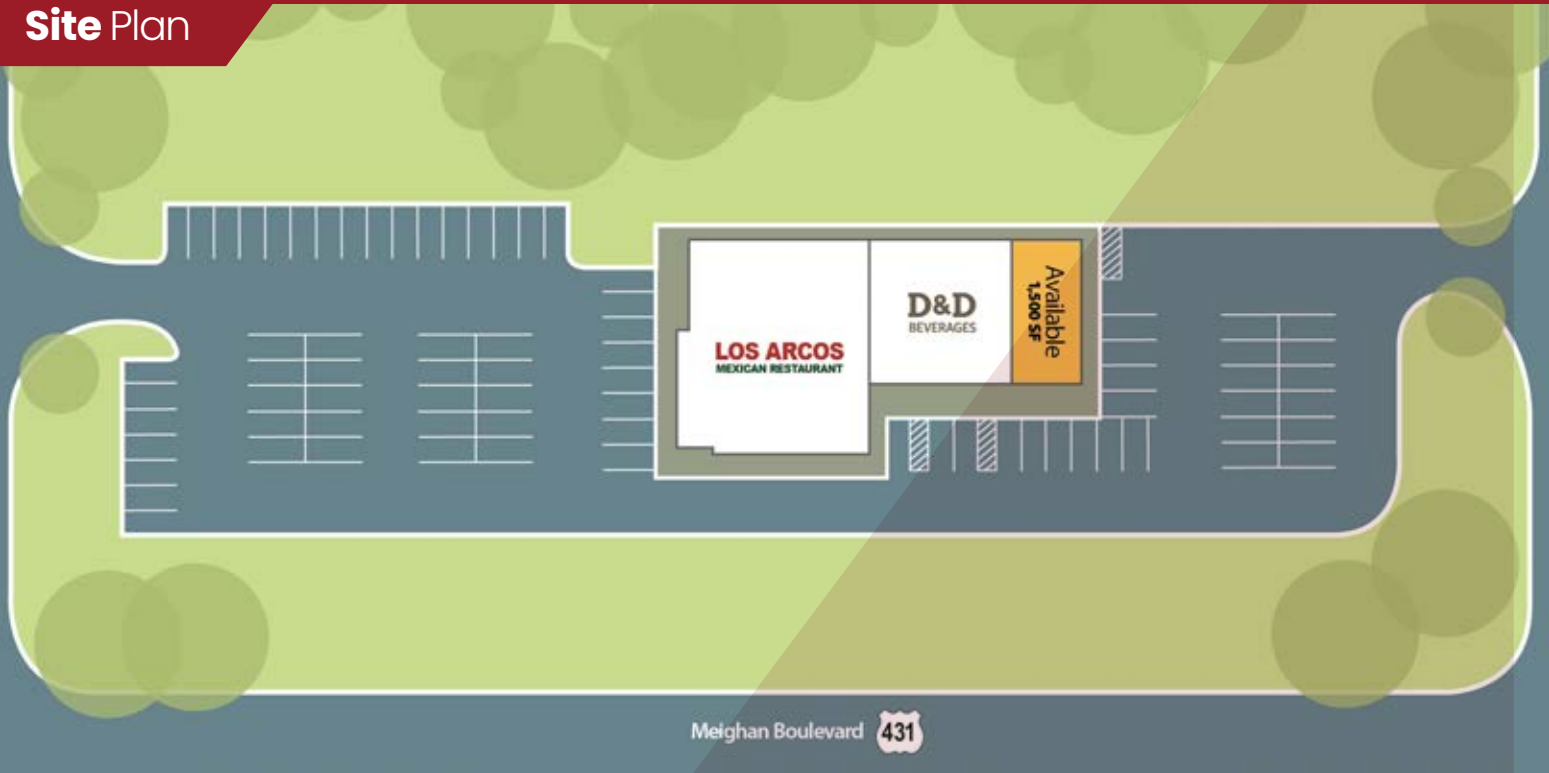 Site Plan
LOS ARCOS
MEXICAN RESTAURANT
D&D
BEVERAGES
Available
1,500 SF
Meighan Boulevard 431